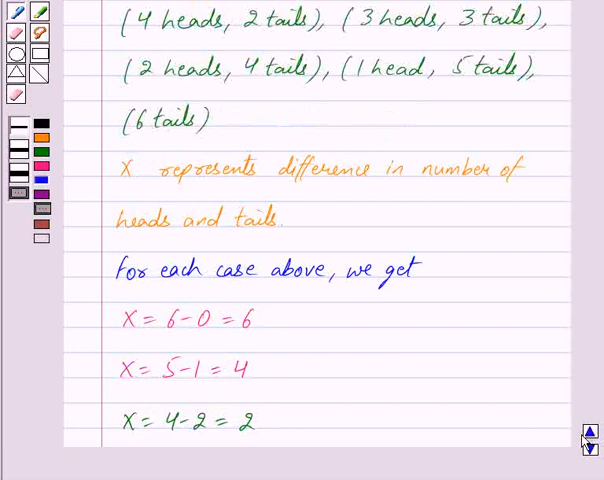 (4 heads, 2 tails), (3 heads, 3 tails),
(2 heads, 4 tails), (1 head, 5 tails),
(6 tails)
X represents difference in number of
heads and tails.
For each case above, we get
X = 6-0 = 6
X = 5-1 = 4
X = 4-2 = 2